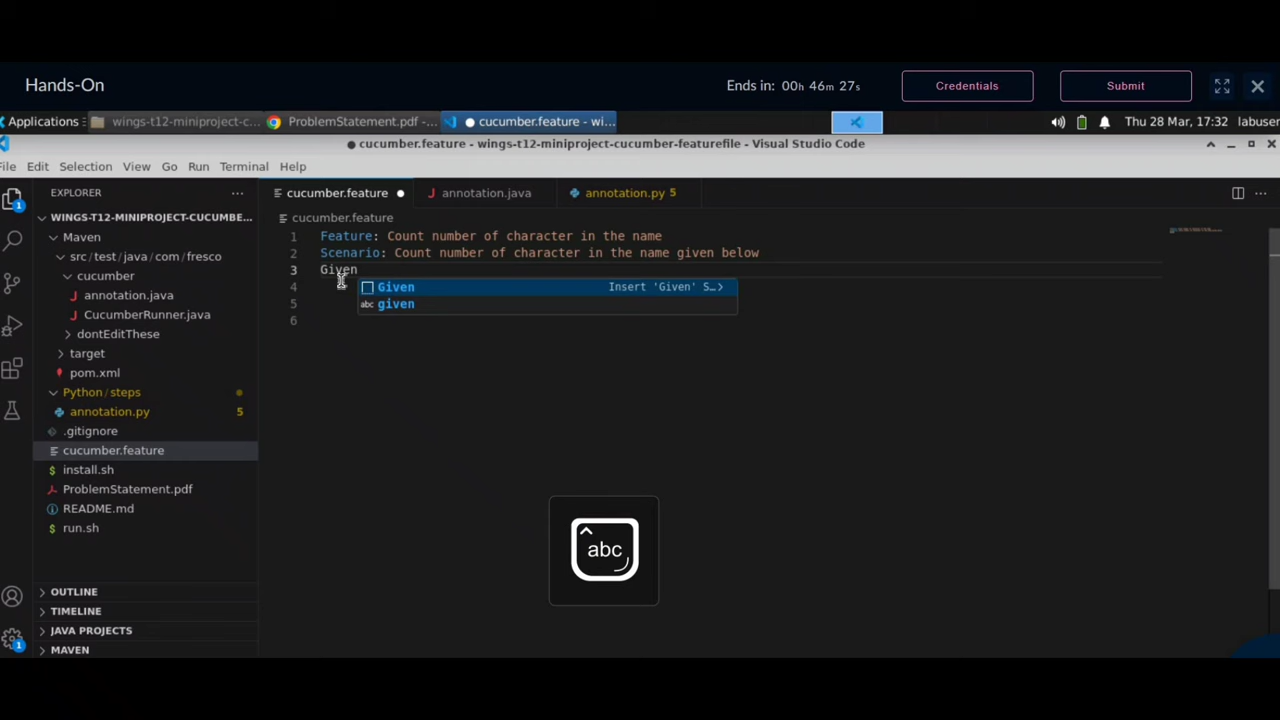 Hands-On
Ends in: 00h 46m 27s
Credentials
Submit
Applications
wings-t12-miniproject-c...
ProblemStatement.pdf -...
cucumber.feature - wi...
Thu 28 Mar, 17:32
labuser
● cucumber.feature - wings-t12-miniproject-cucumber-featurefile - Visual Studio Code
File Edit Selection View Go Run Terminal Help
EXPLORER
cucumber.feature
annotation.java
annotation.py 5
WINGS-T12-MINIPROJECT-CUCUMBE...
Maven
src / test / java / com / fresco
cucumber
annotation.java
CucumberRunner.java
dontEditThese
target
pom.xml
Python / steps
annotation.py 5
.gitignore
cucumber.feature
install.sh
ProblemStatement.pdf
README.md
run.sh
OUTLINE
TIMELINE
JAVA PROJECTS
MAVEN
1
1
cucumber.feature
1 Feature: Count number of character in the name
2 Scenario: Count number of character in the name given below
3 Given
4
5
6
Given Insert 'Given' S...
abc given
abc